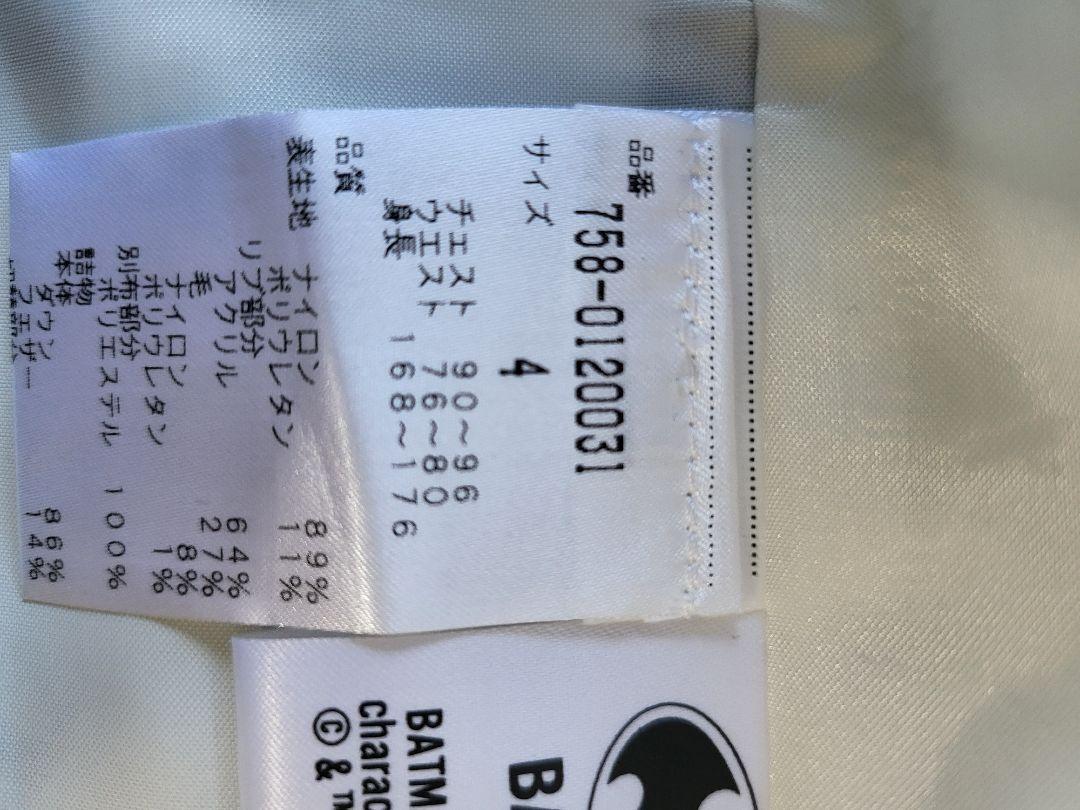 品番 758-0120031
サイズ 4
チェスト 90～96
ウエスト 76～80
身長 168～176
品質
表生地 ナイロン 89%
ポリウレタン 11%
リブ部分
アクリル 64%
毛 27%
ナイロン 8%
ポリウレタン 1%
別布部分
ポリエステル 100%
詰物
本体 ダウン 86%
フェザー 14%
BA
BATM
charac
© & ™